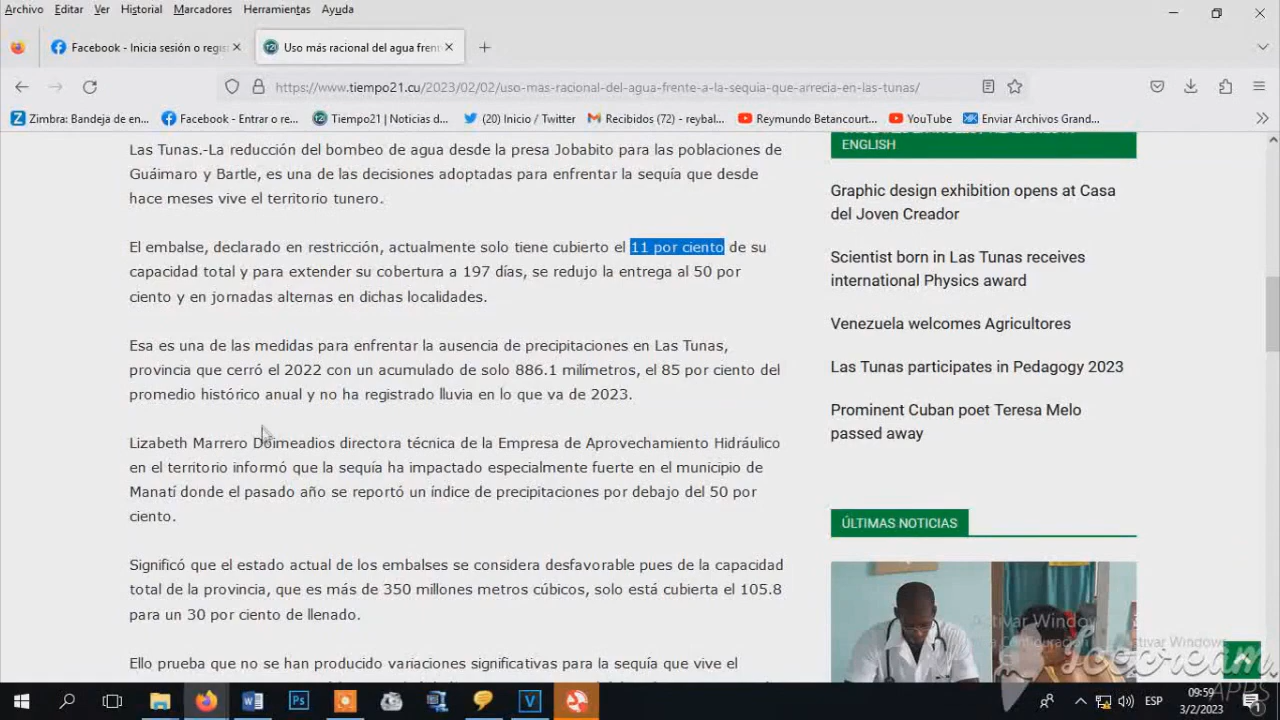 Archivo Editar Ver Historial Marcadores Herramientas Ayuda
Facebook - Inicia sesión o regis
Uso más racional del agua frent
https://www.tiempo21.cu/2023/02/02/uso-mas-racional-del-agua-frente-a-la-sequia-que-arrecia-en-las-tunas/
Zimbra: Bandeja de en... Facebook - Entrar o re... Tiempo21 | Noticias d... (20) Inicio / Twitter Recibidos (72) - reybal... Reymundo Betancourt... YouTube Enviar Archivos Grand...
Las Tunas.-La reducción del bombeo de agua desde la presa Jobabito para las poblaciones de
Guáimaro y Bartle, es una de las decisiones adoptadas para enfrentar la sequía que desde
hace meses vive el territorio tunero.
El embalse, declarado en restricción, actualmente solo tiene cubierto el 11 por ciento de su
capacidad total y para extender su cobertura a 197 días, se redujo la entrega al 50 por
ciento y en jornadas alternas en dichas localidades.
Esa es una de las medidas para enfrentar la ausencia de precipitaciones en Las Tunas,
provincia que cerró el 2022 con un acumulado de solo 886.1 milímetros, el 85 por ciento del
promedio histórico anual y no ha registrado lluvia en lo que va de 2023.
Lizabeth Marrero Doimeadios directora técnica de la Empresa de Aprovechamiento Hidráulico
en el territorio informó que la sequía ha impactado especialmente fuerte en el municipio de
Manatí donde el pasado año se reportó un índice de precipitaciones por debajo del 50 por
ciento.
Significó que el estado actual de los embalses se considera desfavorable pues de la capacidad
total de la provincia, que es más de 350 millones metros cúbicos, solo está cubierta el 105.8
para un 30 por ciento de llenado.
Ello prueba que no se han producido variaciones significativas para la sequía que vive el
ENGLISH
Graphic design exhibition opens at Casa
del Joven Creador
Scientist born in Las Tunas receives
international Physics award
Venezuela welcomes Agricultores
Las Tunas participates in Pedagogy 2023
Prominent Cuban poet Teresa Melo
passed away
ÚLTIMAS NOTICIAS
Activar Windows
a Configuración activar Windows
Icecream
APPS
ESP
09:59
3/2/2023